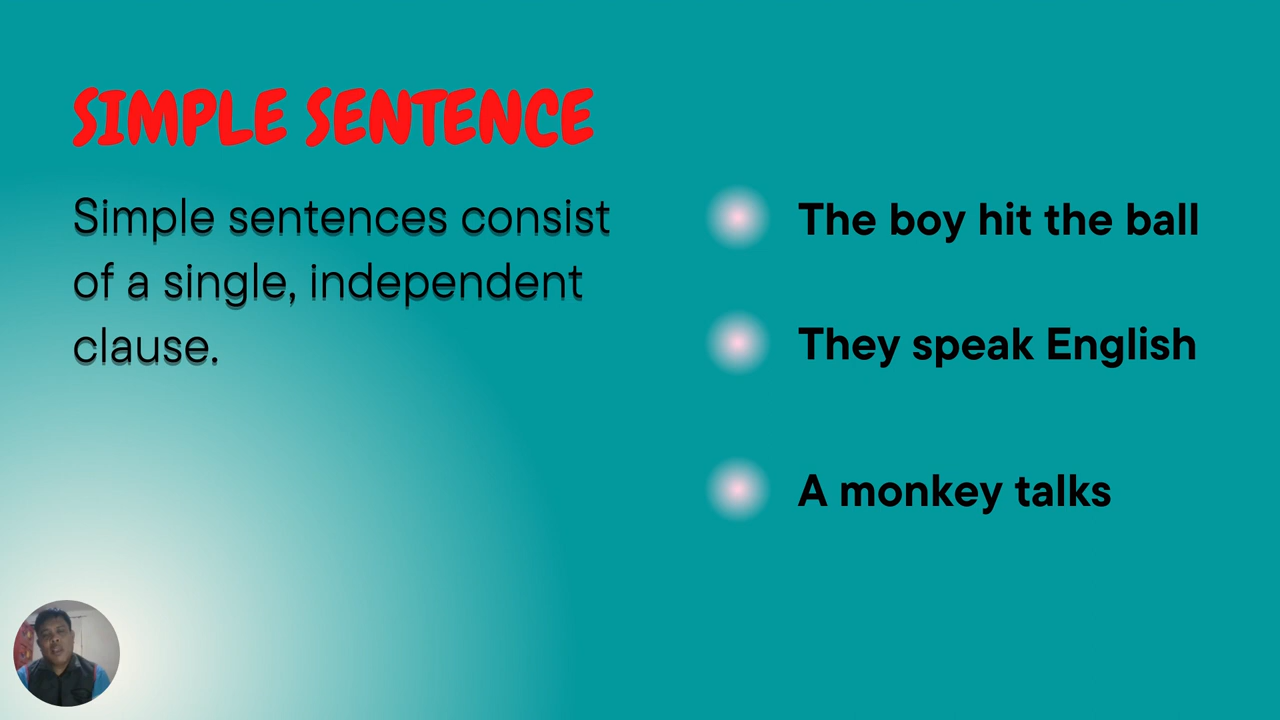 SIMPLE SENTENCE
Simple sentences consist
of a single, independent
clause.
The boy hit the ball
They speak English
A monkey talks